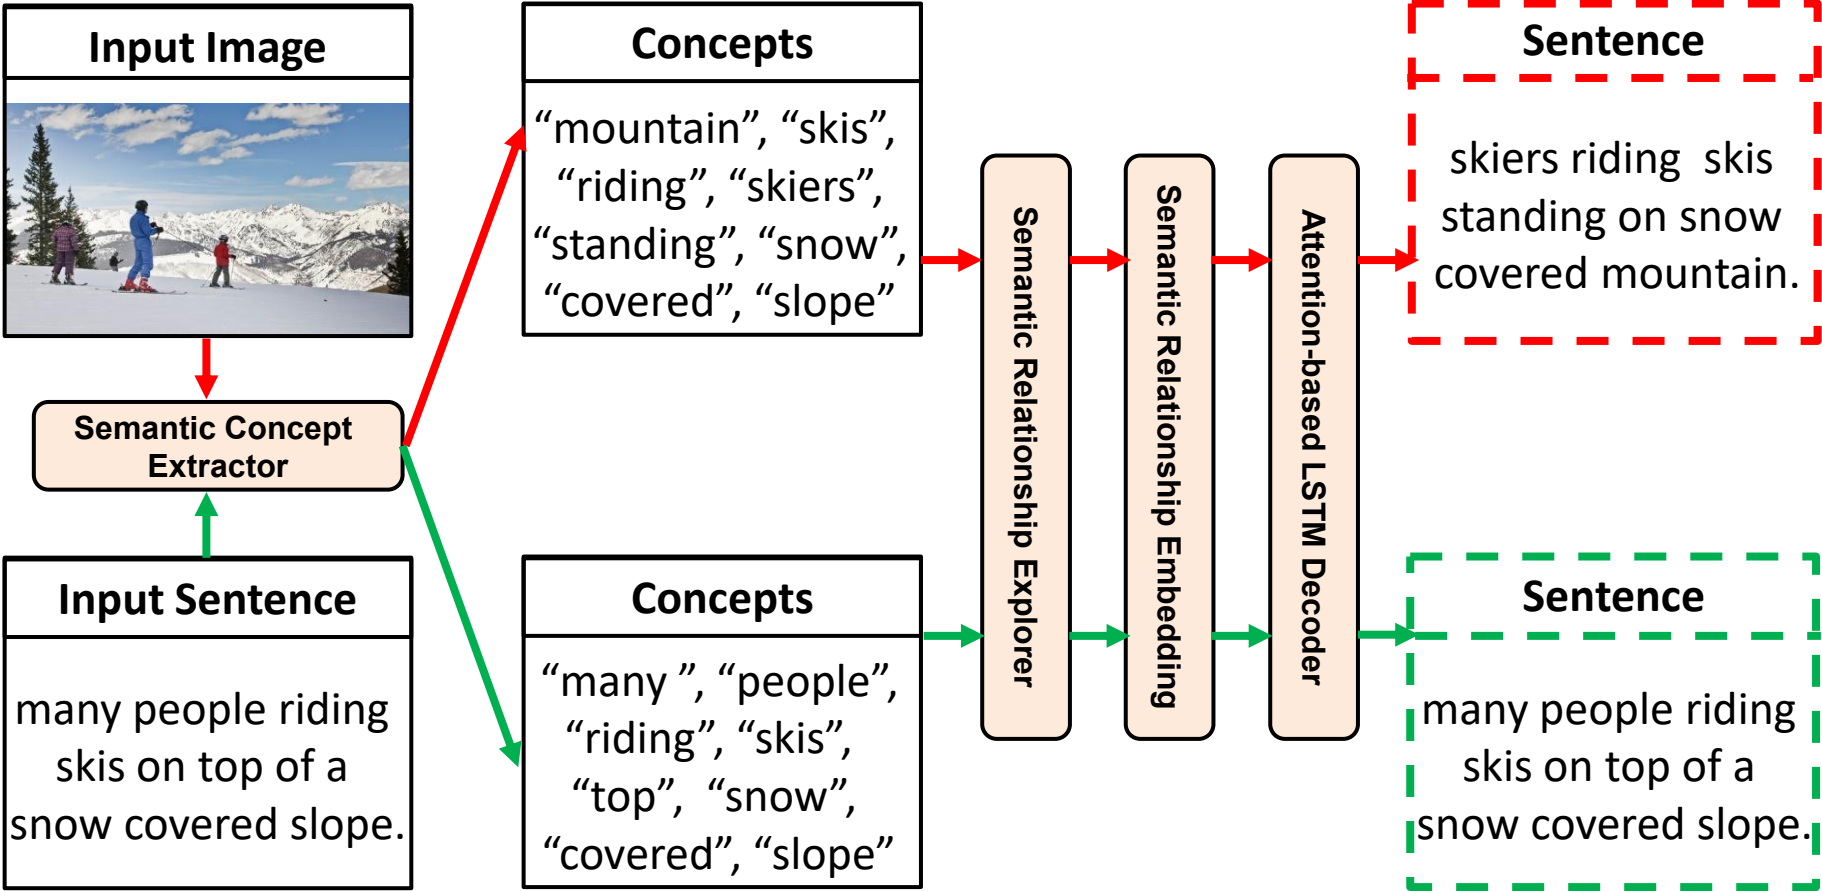 Input Image
Semantic Concept
Extractor
Input Sentence
many people riding
skis on top of a
snow covered slope.
Concepts
“mountain”, “skis”,
“riding”, “skiers”,
“standing”, “snow”,
“covered”, “slope”
Concepts
“many ”, “people”,
“riding”, “skis”,
“top”, “snow”,
“covered”, “slope”
Semantic Relationship Explorer
Semantic Relationship Embedding
Attention-based LSTM Decoder
Sentence
skiers riding skis
standing on snow
covered mountain.
Sentence
many people riding
skis on top of a
snow covered slope.